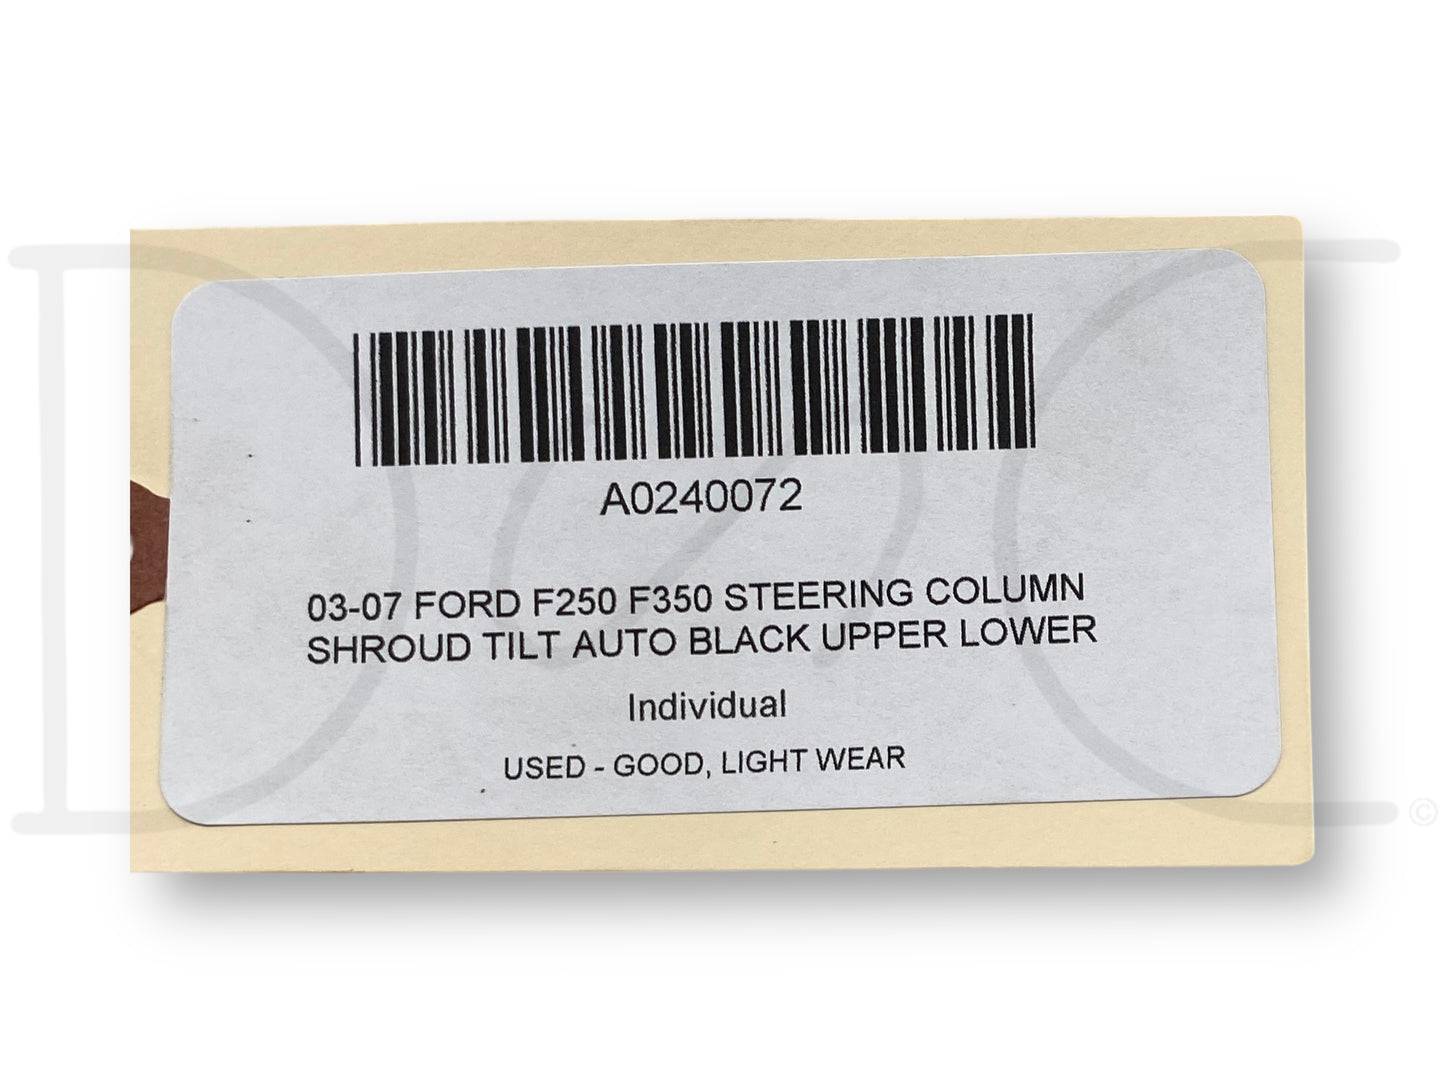 A0240072
03-07 FORD F250 F350 STEERING COLUMN
SHROUD TILT AUTO BLACK UPPER LOWER
Individual
USED - GOOD, LIGHT WEAR
D2C ©